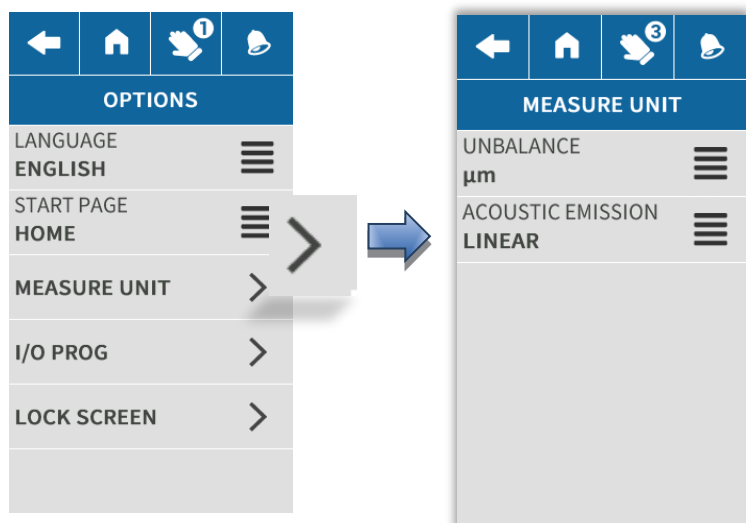 1
OPTIONS
LANGUAGE
ENGLISH
START PAGE
HOME
MEASURE UNIT
I/O PROG
LOCK SCREEN
3
MEASURE UNIT
UNBALANCE
µm
ACOUSTIC EMISSION
LINEAR